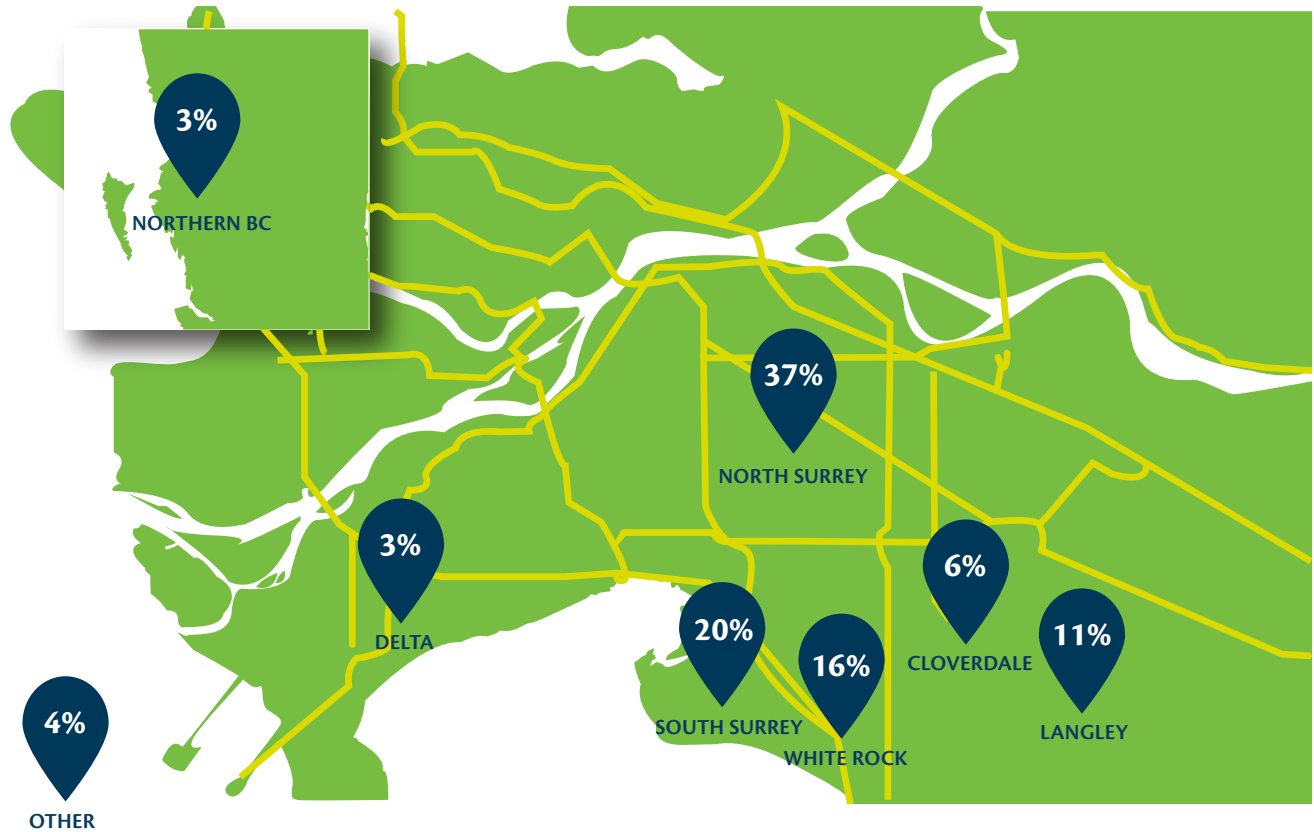 3%
NORTHERN BC
37%
NORTH SURREY
3%
DELTA
20%
SOUTH SURREY
16%
WHITE ROCK
6%
CLOVERDALE
11%
LANGLEY
4%
OTHER